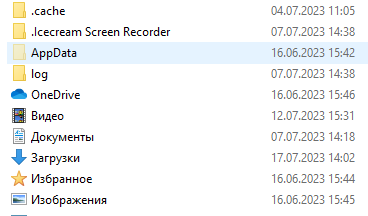 .cache 04.07.2023 11:05
.Icecream Screen Recorder 07.07.2023 14:38
AppData 16.06.2023 15:42
log 07.07.2023 14:38
OneDrive 16.06.2023 15:46
Видео 12.07.2023 15:31
Документы 07.07.2023 14:18
Загрузки 17.07.2023 14:02
Избранное 16.06.2023 15:44
Изображения 16.06.2023 15:45